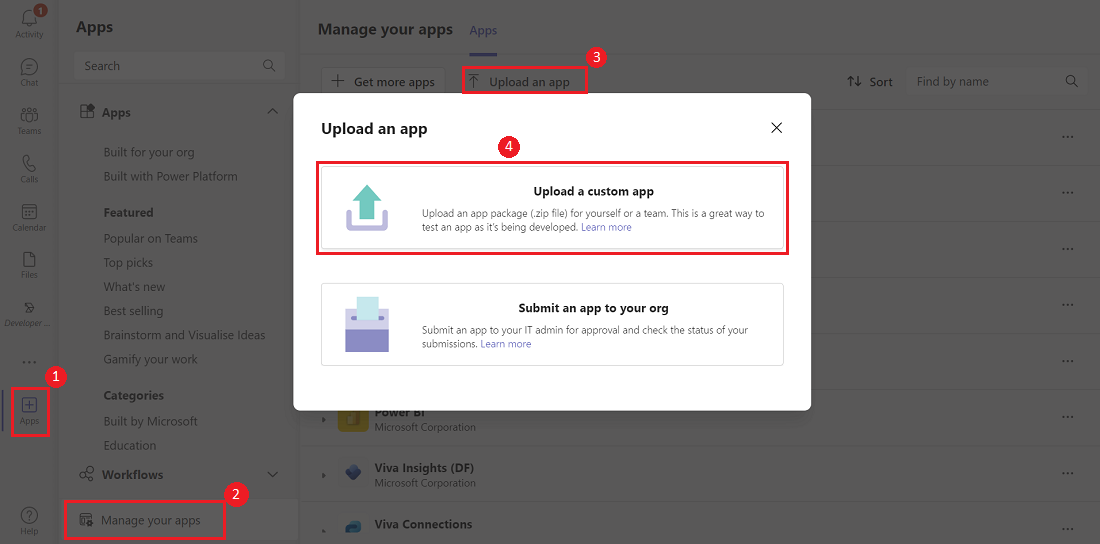 1
Activity
Chat
Teams
Calls
Calendar
Files
Developer ...
...
1
Apps
Help
Apps
Search
Apps
Built for your org
Built with Power Platform
Featured
Popular on Teams
Top picks
What's new
Best selling
Brainstorm and Visualise Ideas
Gamify your work
Categories
Built by Microsoft
Education
Workflows
2
Manage your apps
Manage your apps
Apps
3
Get more apps
Upload an app
Sort
Find by name
Upload an app
4
Upload a custom app
Upload an app package (.zip file) for yourself or a team. This is a great way to
test an app as it's being developed. Learn more
Submit an app to your org
Submit an app to your IT admin for approval and check the status of your
submissions. Learn more
Power BI
Microsoft Corporation
Viva Insights (DF)
Microsoft Corporation
Viva Connections